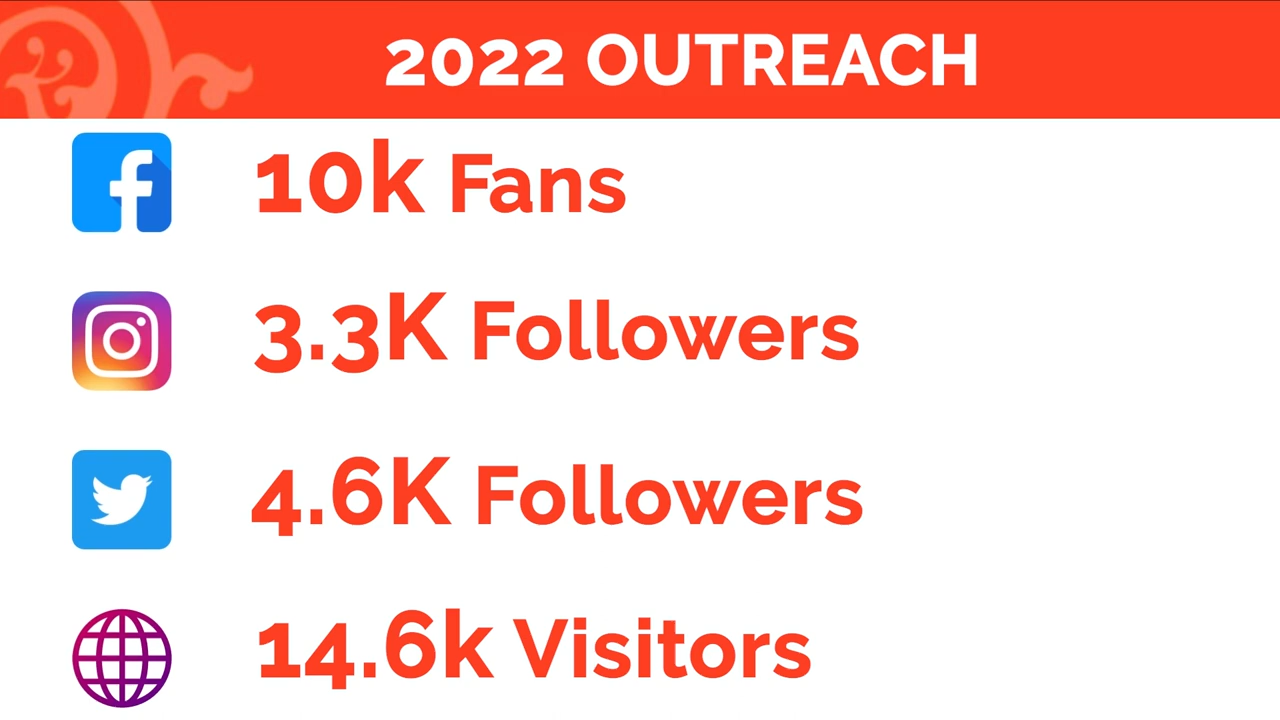 2022 OUTREACH
10k Fans
3.3K Followers
4.6K Followers
14.6k Visitors